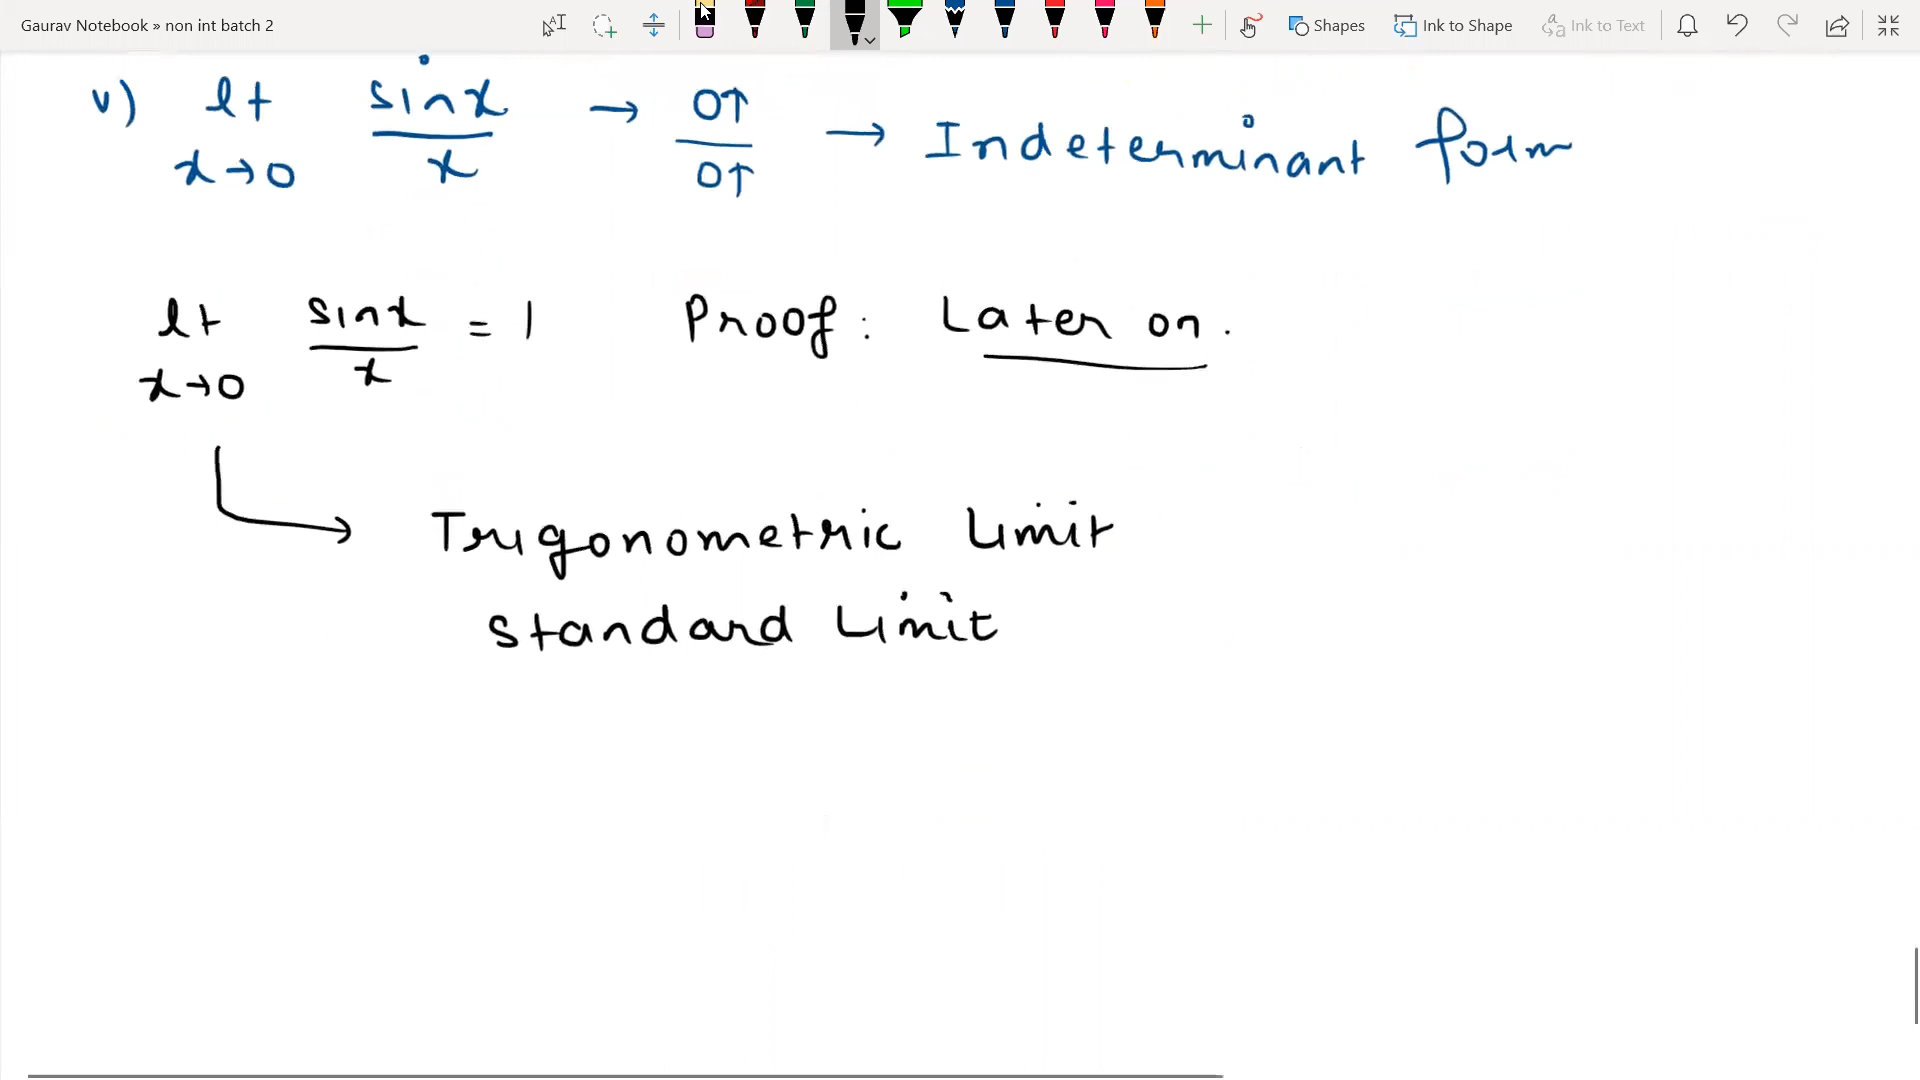 Gaurav Notebook » non int batch 2 Shapes Ink to Shape Ink to Text
v) lt sinx → 0↑ → Indeterminant form
x→0 x 0↑
lt sinx = 1 Proof : Later on.
x→0 x
Trigonometric Limit
Standard Limit